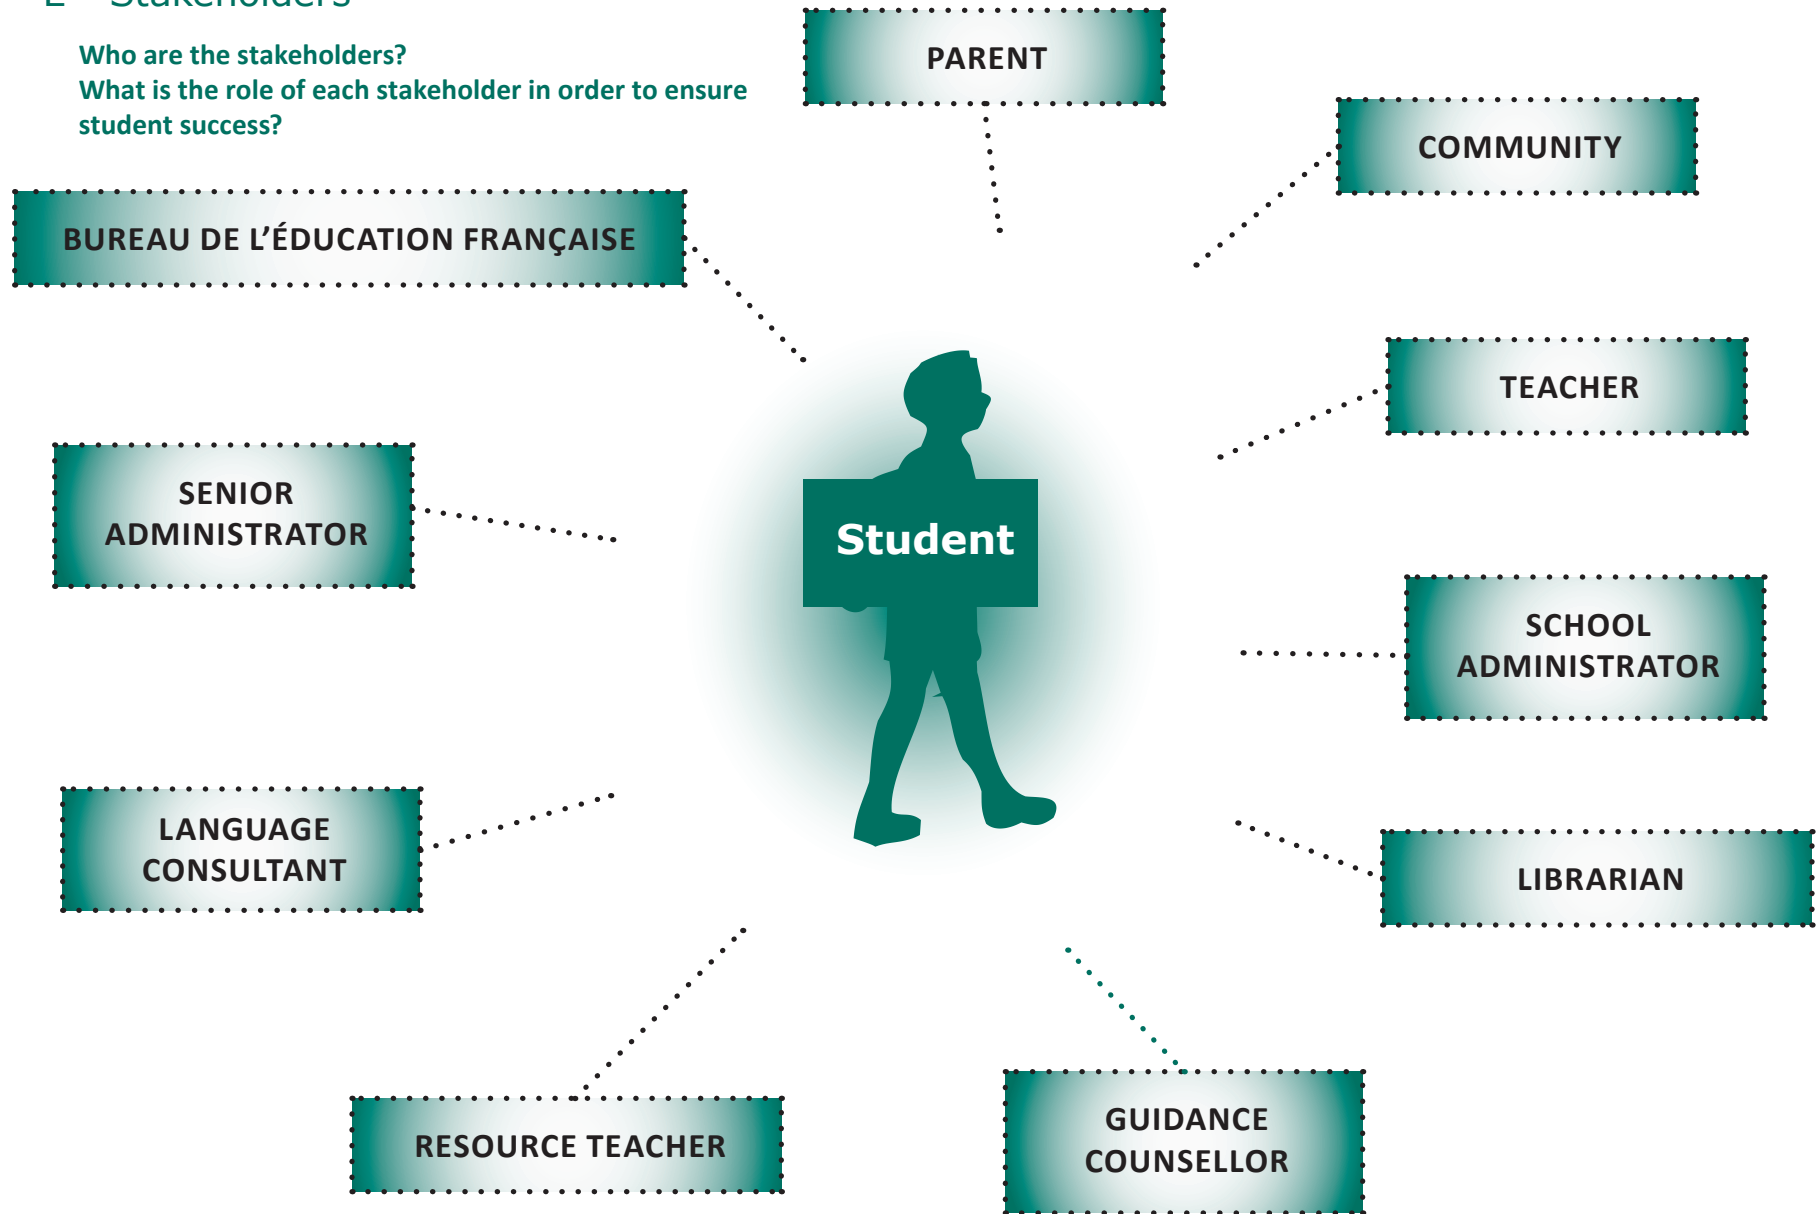 Stakeholders
Who are the stakeholders?
What is the role of each stakeholder in order to ensure
student success?
PARENT
COMMUNITY
BUREAU DE L’ÉDUCATION FRANÇAISE
TEACHER
SENIOR
ADMINISTRATOR
Student
SCHOOL
ADMINISTRATOR
LANGUAGE
CONSULTANT
LIBRARIAN
RESOURCE TEACHER
GUIDANCE
COUNSELLOR